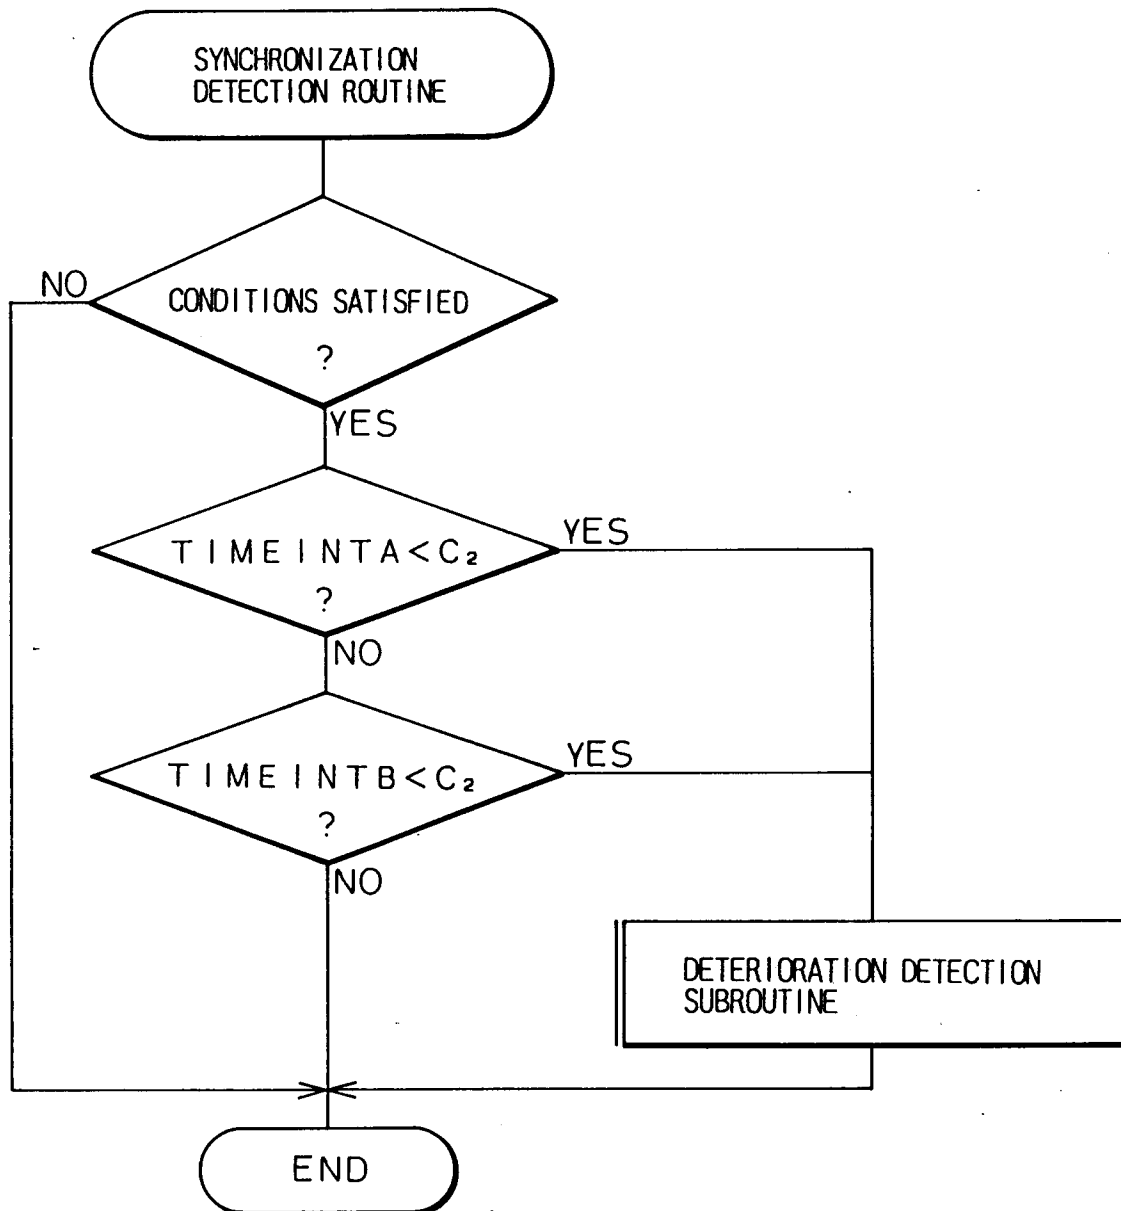 SYNCHRONIZATION
DETECTION ROUTINE
NO
CONDITIONS SATISFIED
?
YES
TIMEINTA<C₂
?
YES
NO
TIMEINTB<C₂
?
YES
NO
DETERIORATION DETECTION
SUBROUTINE
END